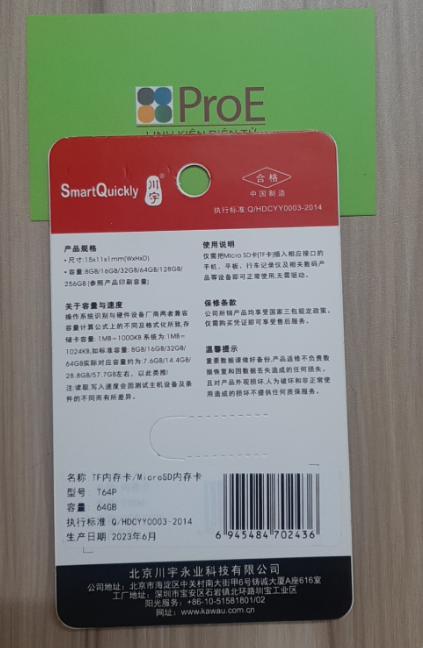 ProE
LINH KIỆN ĐIỆN TỬ
SmartQuickly 川宇
合格
中国制造
执行标准 Q/HDCYY0003-2014
产品规格
• 尺寸:15x11x1mm(WxHxD)
• 容量:8GB/16GB/32GB/64GB/128GB/
256GB(参照产品印刷容量)
关于容量与速度
操作系统识别与硬件设备厂商两者兼容
容量计算公式上的不同及格式化所致,存
储卡容量: 1MB=1000KB 系统为:1MB=
1024KB,如标容量: 8GB/16GB/32GB/
64GB实际对应容量约为:7.6GB/14.4GB/
28.8GB/57.7GB左右, 以此类推!
注:读取,写入速度会因测试主机设备及条
件的不同而有所差异。
使用说明
仅需把Micro SD卡(TF卡)插入相应接口的
手机、平板、行车记录仪及相关数码产
品等设备即可正常使用,无需驱动。
保修条款
公司所销产品均享受国家三包规定政策,
仅需购买凭证即可享受售后服务。
温馨提示
重要数据请做好备份,产品返修不负责数
据恢复和因数据丢失造成的任何损失,
且对产品外观损坏,人为破坏和非正常使
用造成的损坏不提供任何质保服务。
名称 TF内存卡/MicroSD内存卡
型号 T64P
容量 64GB
执行标准 Q/HDCYY0003-2014
生产日期 2023年6月
6 945484 702436
北京川宇永业科技有限公司
公司地址: 北京市海淀区中关村南大街甲6号铸诚大厦A座616室
工厂地址: 深圳市宝安区石岩镇北环路圳宝工业区
阳光服务: +86-10-51581801/02
网址: www.kawau.com.cn